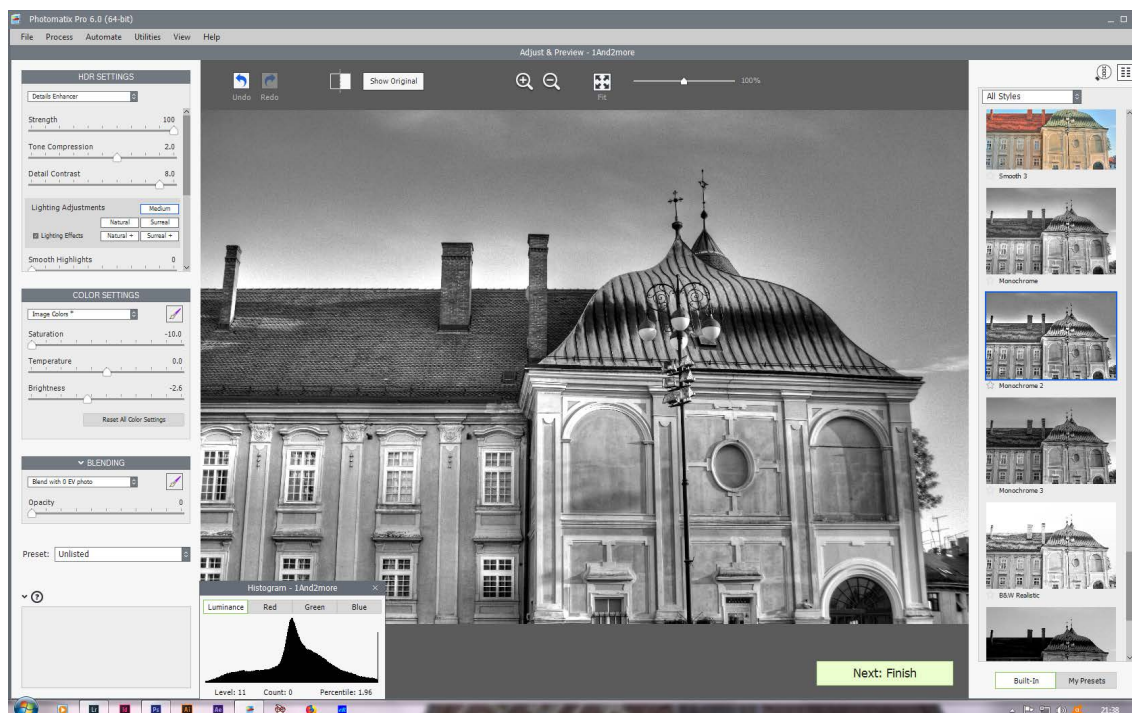 Photomatix Pro 6.0 (64-bit)
File Process Automate Utilities View Help
Adjust & Preview - 1And2more
HDR SETTINGS
Details Enhancer
Strength 100
Tone Compression 2.0
Detail Contrast 8.0
Lighting Adjustments Medium
Natural Surreal
Lighting Effects Natural + Surreal +
Smooth Highlights 0
COLOR SETTINGS
Image Colors *
Saturation -10.0
Temperature 0.0
Brightness -2.6
Reset All Color Settings
BLENDING
Blend with 0 EV photo
Opacity 0
Preset: Unlisted
?
Undo Redo
Show Original
Fit
100%
Histogram - 1And2more
Luminance Red Green Blue
Level: 11 Count: 0 Percentile: 1.96
Next: Finish
All Styles
Smooth 3
Monochrome
Monochrome 2
Monochrome 3
B&W Realistic
Built-In My Presets
Lr Id Ps Ai Ae
21:38